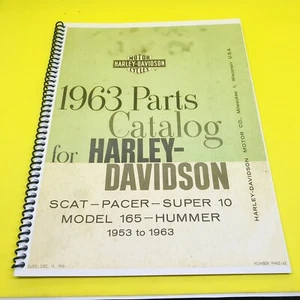 MOTOR
HARLEY-DAVIDSON
CYCLES
1963 Parts
Catalog
for HARLEY-
DAVIDSON
SCAT-PACER-SUPER 10
MODEL 165-HUMMER
1953 to 1963
HARLEY-DAVIDSON MOTOR CO. Milwaukee 1, Wisconsin U.S.A.